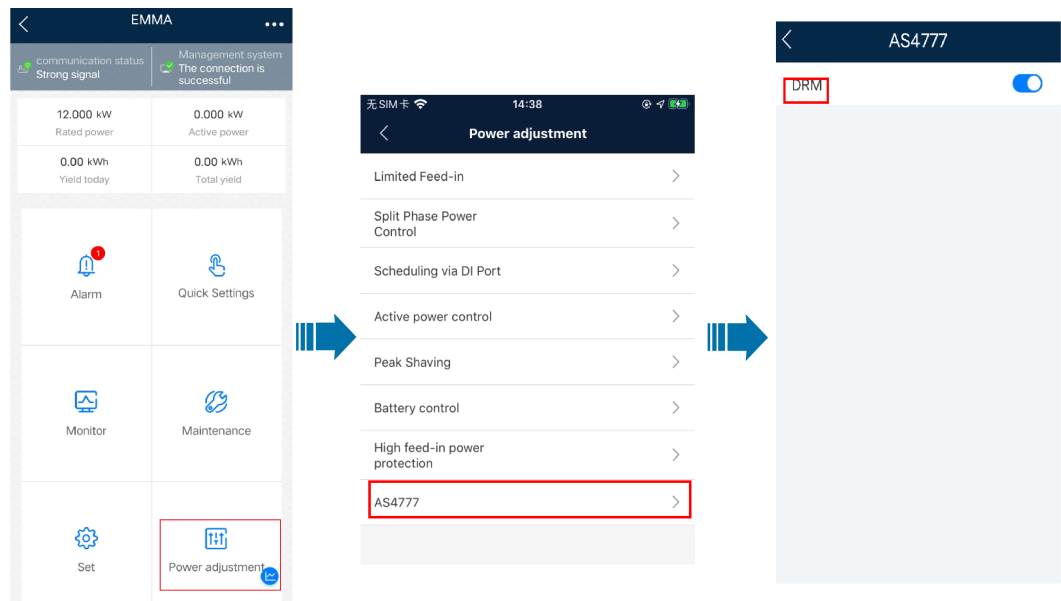 EMMA
communication status
Strong signal
Management system
The connection is
successful
12.000 kW
Rated power
0.000 kW
Active power
0.00 kWh
Yield today
0.00 kWh
Total yield
1
Alarm
Quick Settings
Monitor
Maintenance
Set
Power adjustment
无SIM卡
14:38
Power adjustment
Limited Feed-in
Split Phase Power
Control
Scheduling via DI Port
Active power control
Peak Shaving
Battery control
High feed-in power
protection
AS4777
AS4777
DRM